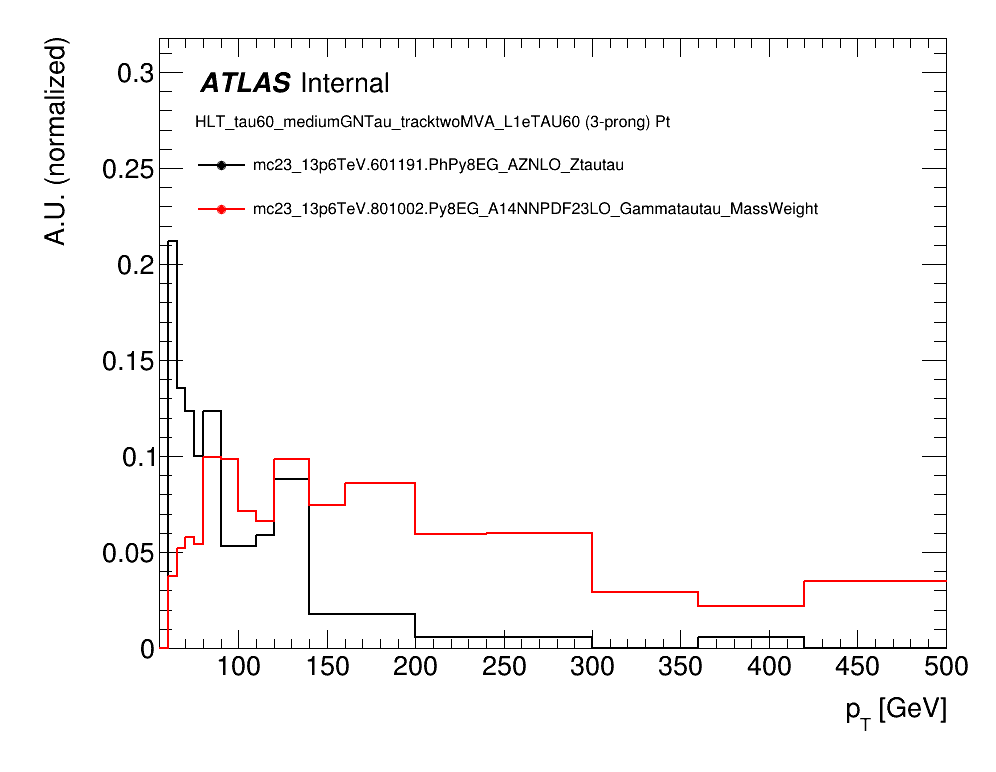 A.U. (normalized)
0.3
0.25
0.2
0.15
0.1
0.05
0
ATLAS Internal
HLT_tau60_mediumGNTau_tracktwoMVA_L1eTAU60 (3-prong) Pt
mc23_13p6TeV.601191.PhPy8EG_AZNLO_Ztautau
mc23_13p6TeV.801002.Py8EG_A14NNPDF23LO_Gammatautau_MassWeight
100 150 200 250 300 350 400 450 500
p_T [GeV]